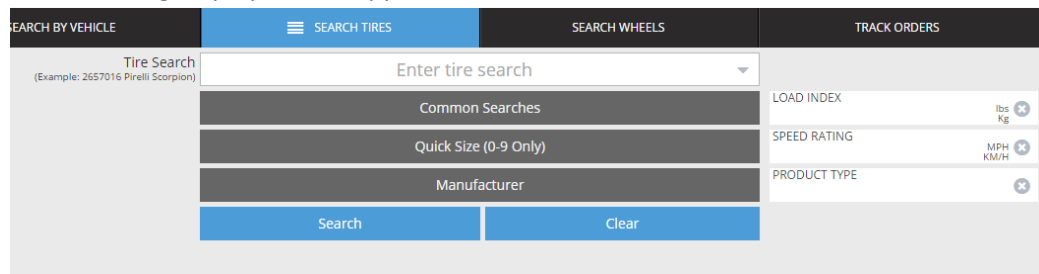 EARCH BY VEHICLE
SEARCH TIRES
SEARCH WHEELS
TRACK ORDERS
Tire Search
(Example: 2657016 Pirelli Scorpion)
Enter tire search
Common Searches
LOAD INDEX
lbs
Kg
Quick Size (0-9 Only)
SPEED RATING
MPH
KM/H
Manufacturer
PRODUCT TYPE
Search
Clear